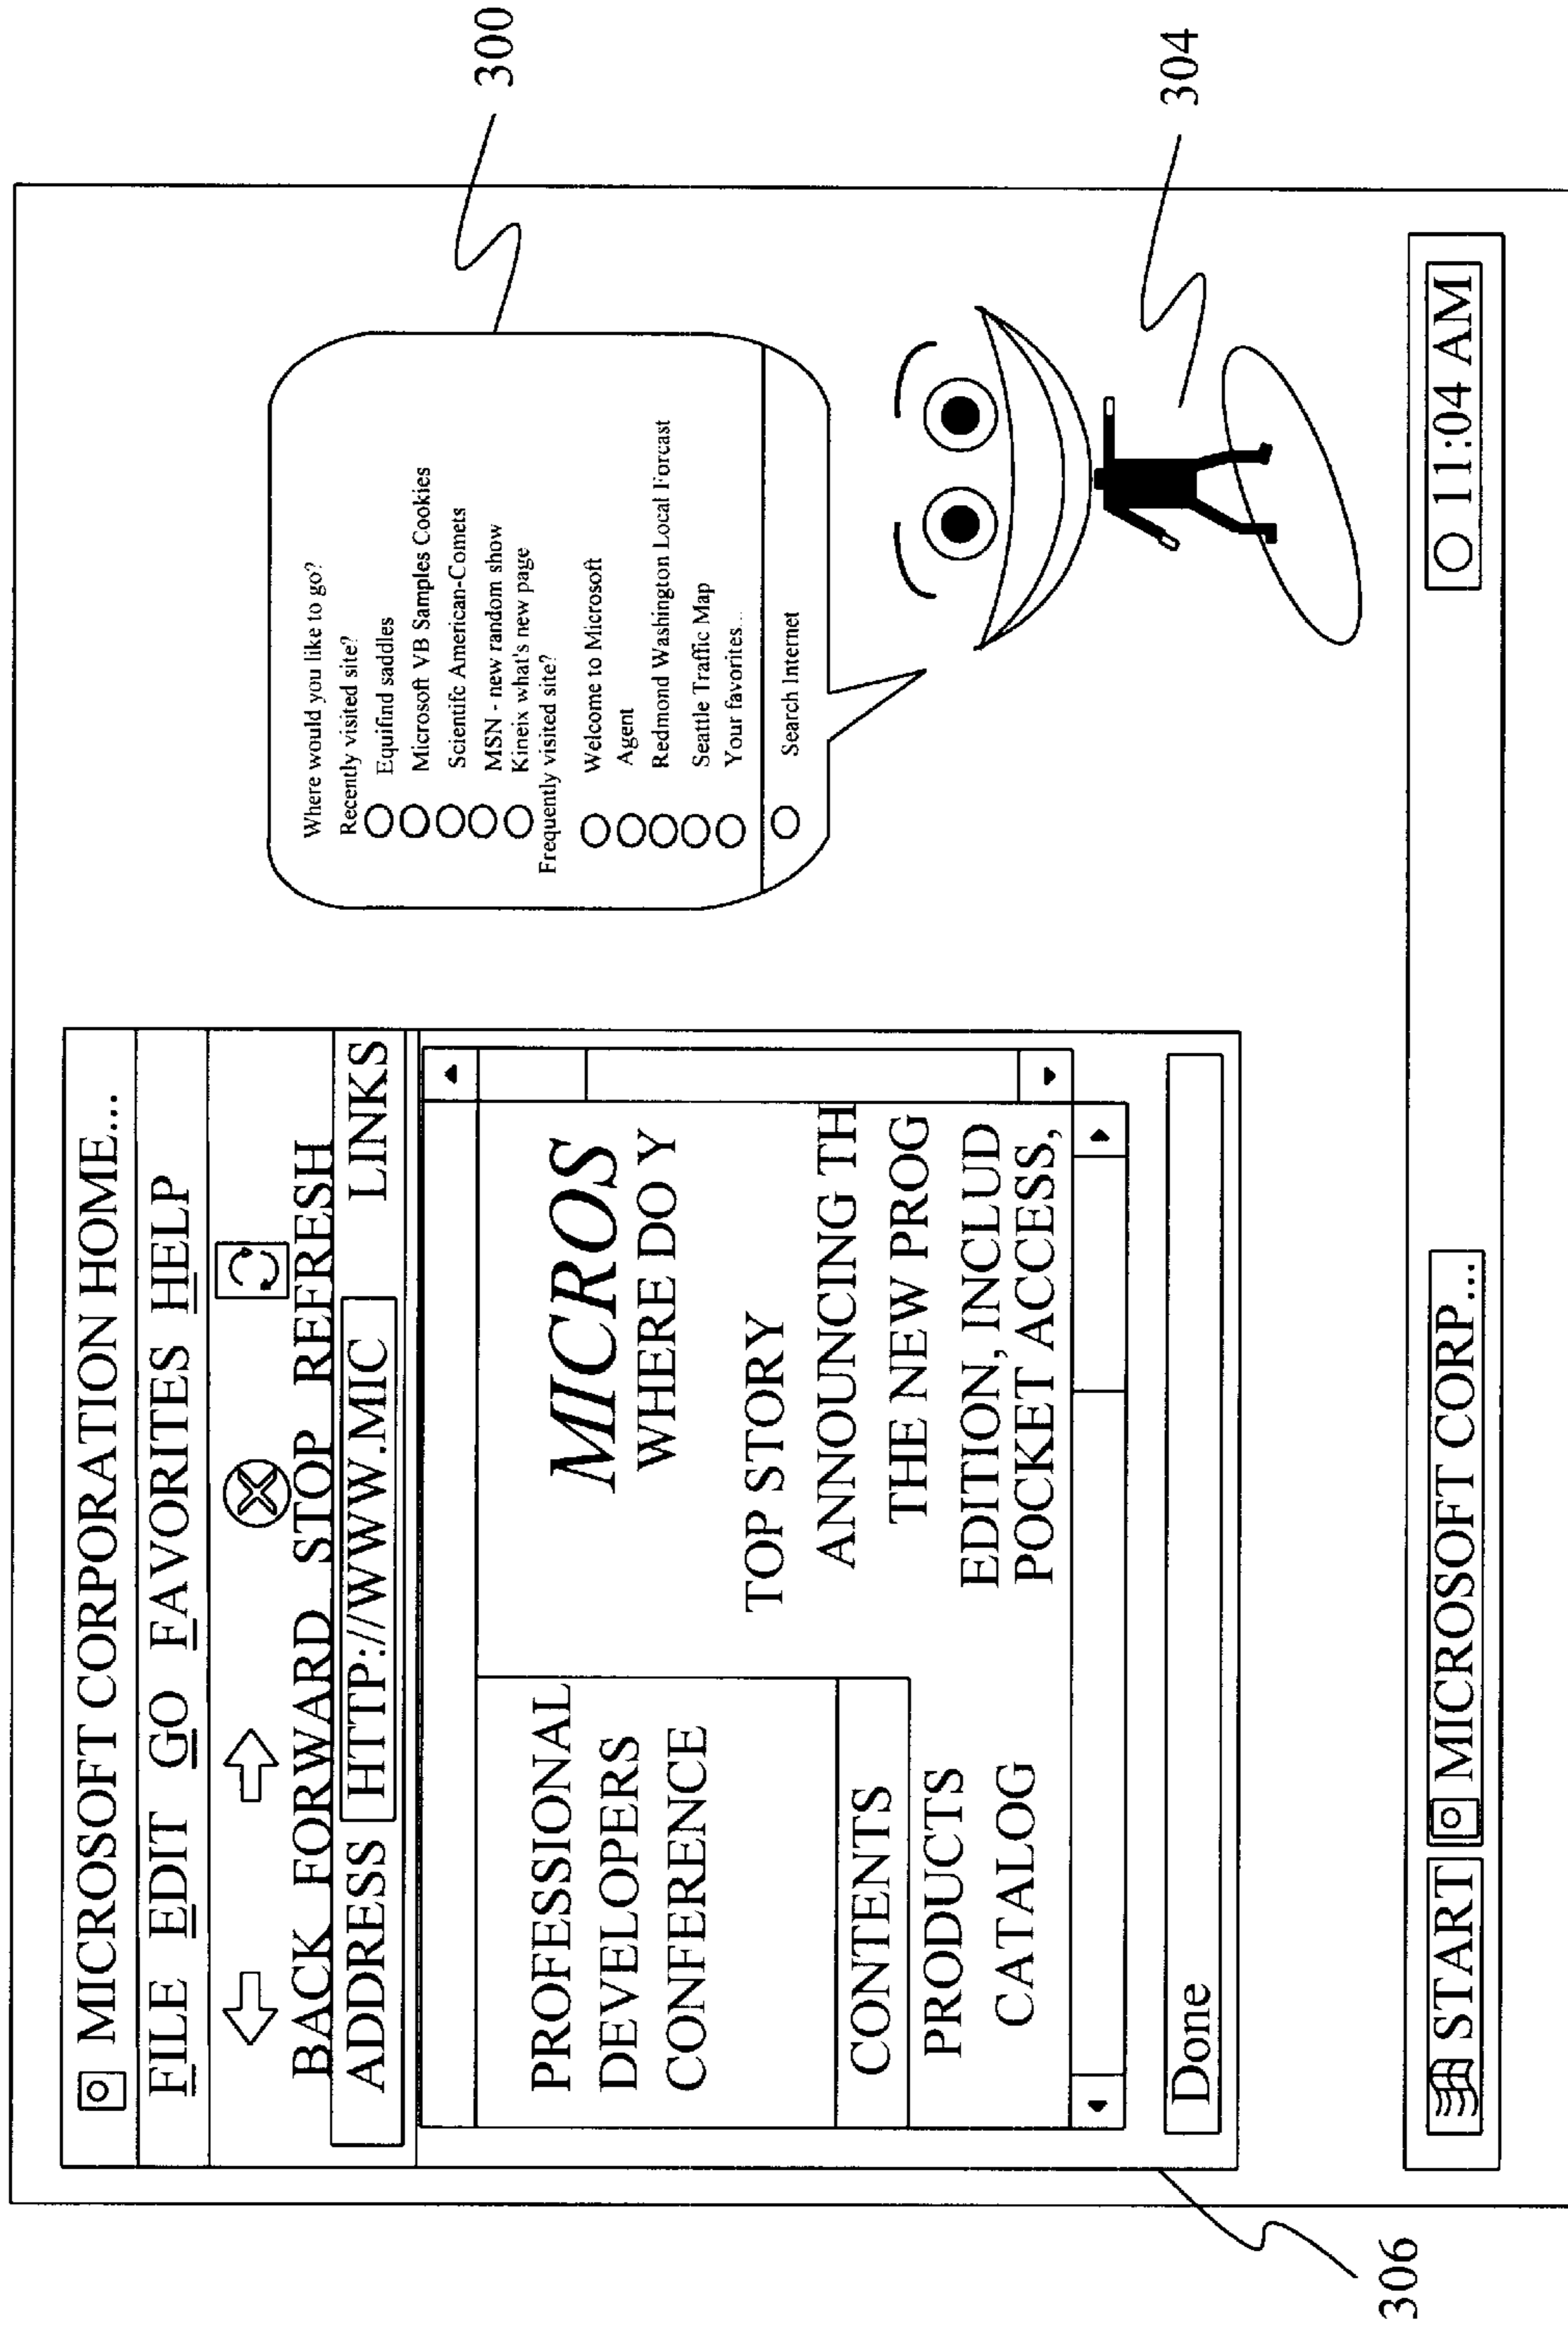 MICROSOFT CORPORATION HOME...
FILE EDIT GO FAVORITES HELP
BACK FORWARD STOP REFRESH
ADDRESS HTTP://WWW.MIC LINKS
PROFESSIONAL
DEVELOPERS
CONFERENCE
CONTENTS
PRODUCTS
CATALOG
MICROS
WHERE DO Y
TOP STORY
ANNOUNCING TH
THE NEW PROG
EDITION, INCLUD
POCKET ACCESS,
Done
306
Where would you like to go?
Recently visited site?
Equifind saddles
Microsoft VB Samples Cookies
Scientifc American-Comets
MSN - new random show
Kineix what's new page
Frequently visited site?
Welcome to Microsoft
Agent
Redmond Washington Local Forcast
Seattle Traffic Map
Your favorites...
Search Internet
300
304
START MICROSOFT CORP... 11:04 AM